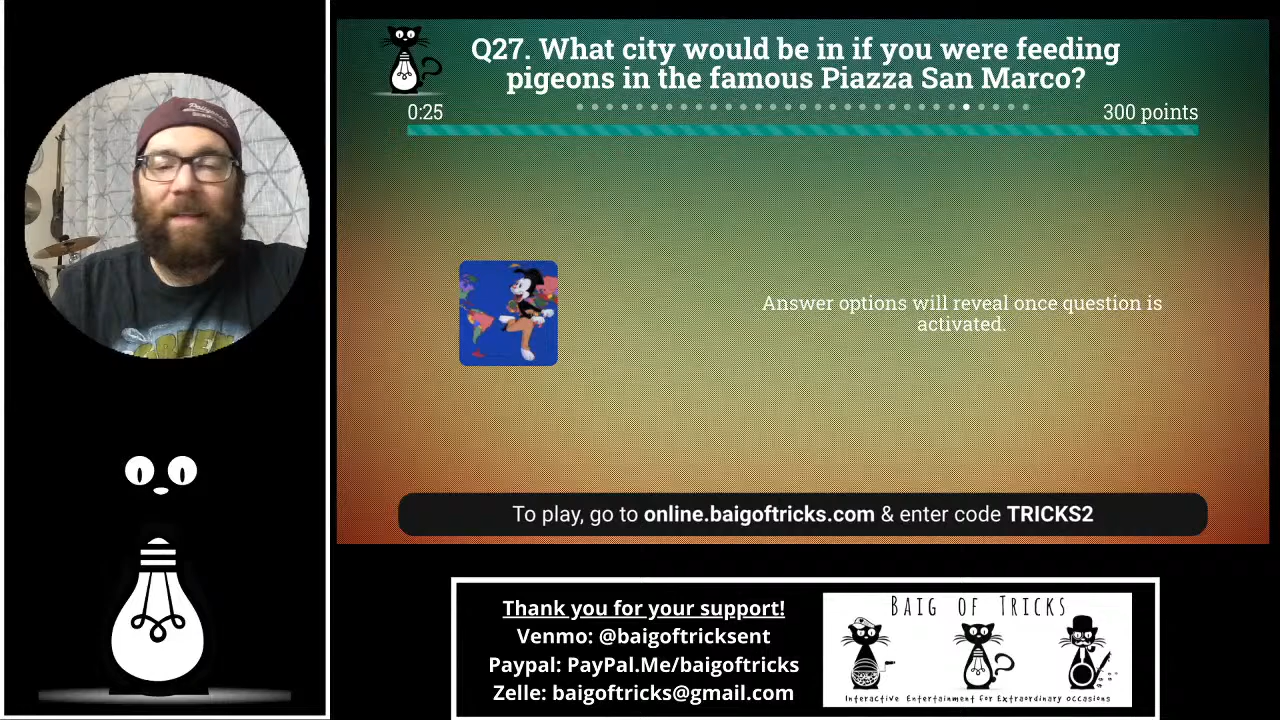 Q27. What city would be in if you were feeding
pigeons in the famous Piazza San Marco?
0:25
300 points
Answer options will reveal once question is
activated.
To play, go to online.baigoftricks.com & enter code TRICKS2
Thank you for your support!
Venmo: @baigoftricksent
Paypal: PayPal.Me/baigoftricks
Zelle: baigoftricks@gmail.com
BAIG OF TRICKS
Interactive Entertainment for Extraordinary occasions